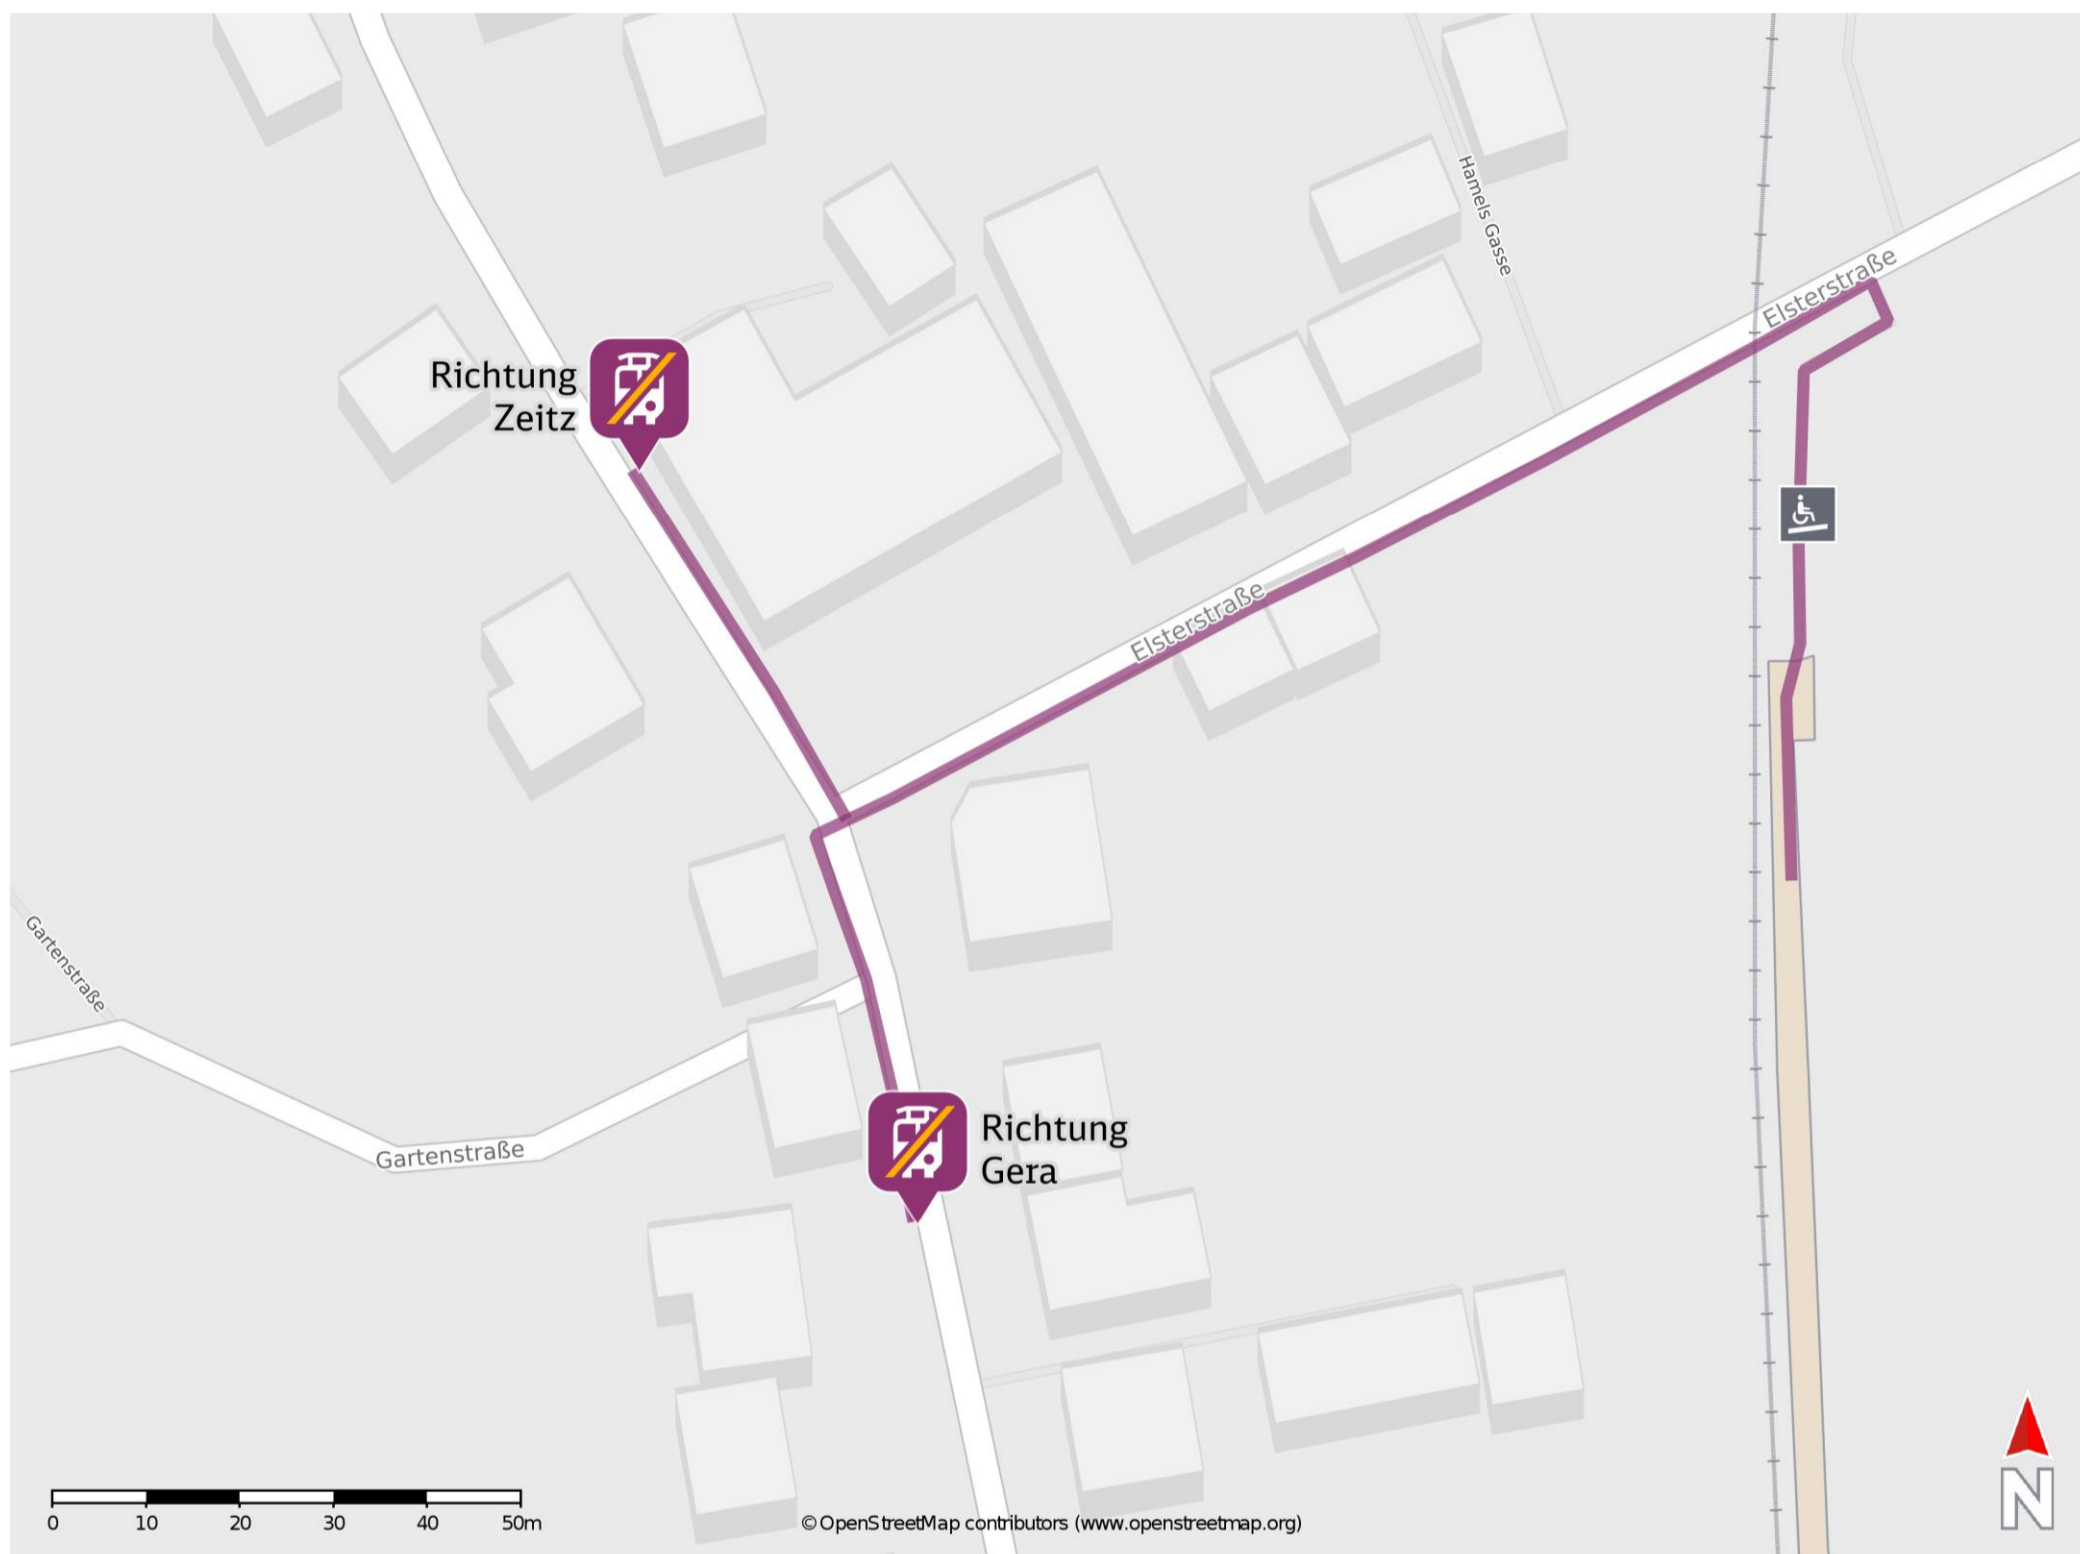 Hamels Gasse
Elsterstraße
Richtung
Zeitz
Elsterstraße
Gartenstraße
Richtung
Gera
Gartenstraße
0 10 20 30 40 50m
©OpenStreetMap contributors (www.openstreetmap.org)
N